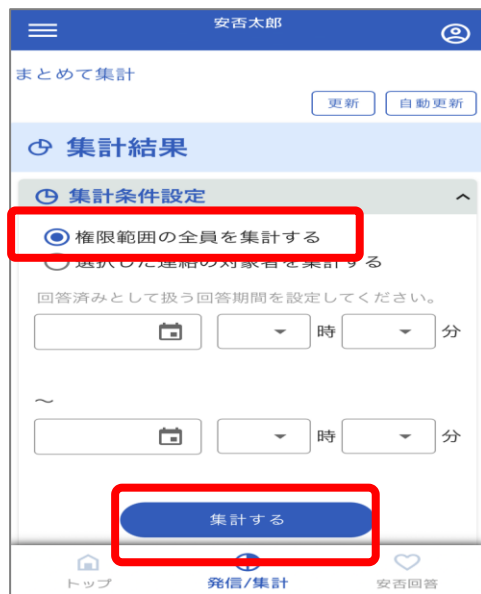 安否太郎
まとめて集計
更新 自動更新
集計結果
集計条件設定
権限範囲の全員を集計する
選択した連絡の対象者を集計する
回答済みとして扱う回答期間を設定してください。
時 分
～
時 分
集計する
トップ 発信/集計 安否回答